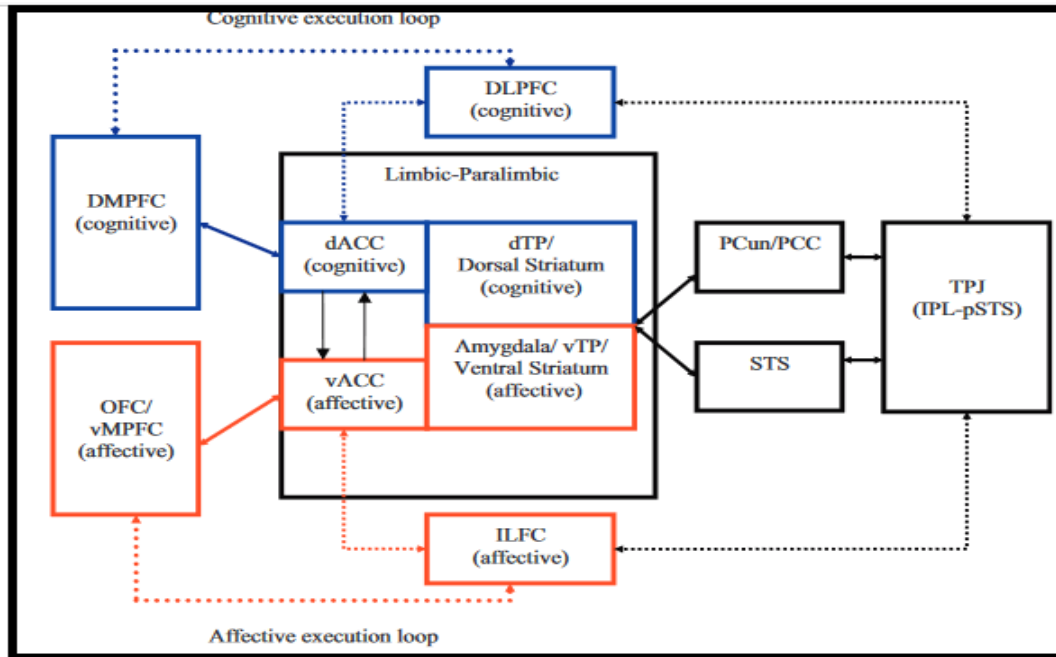 Cognitive execution loop
DLPFC
(cognitive)
DMPFC
(cognitive)
Limbic-Paralimbic
dACC
(cognitive)
dTP/
Dorsal Striatum
(cognitive)
PCun/PCC
TPJ
(IPL-pSTS)
vACC
(affective)
Amygdala/ vTP/
Ventral Striatum
(affective)
STS
OFC/
vMPFC
(affective)
ILFC
(affective)
Affective execution loop